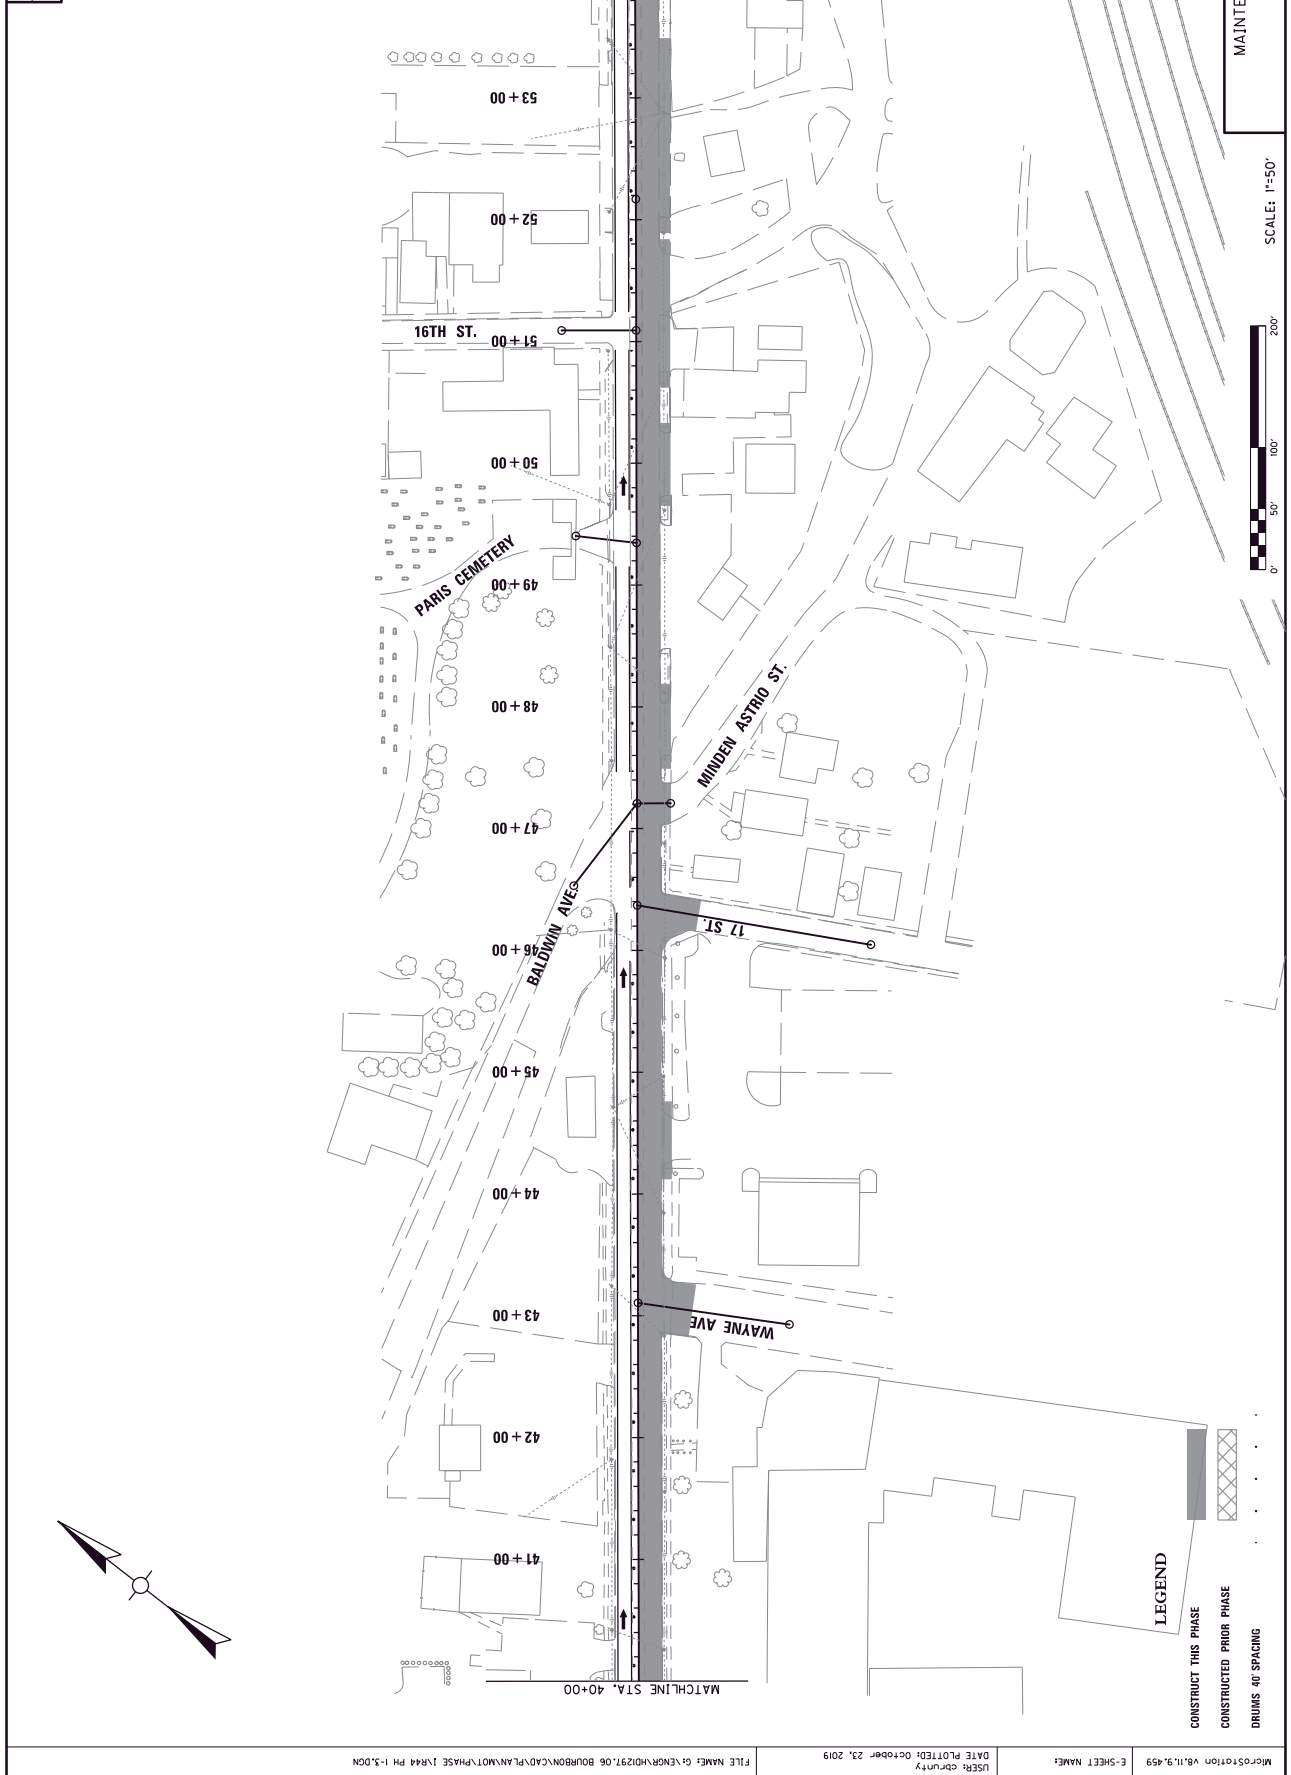 MAINTE
53+00
52+00
16TH ST.
51+00
SCALE: 1"=50'
200'
100'
50'
0'
50+00
PARIS CEMETERY
49+00
48+00
MINDEN ASTRIO ST.
47+00
17 ST.
46+00
BALDWIN AVE.
45+00
44+00
43+00
WAYNE AVE
42+00
41+00
MATCHLINE STA. 40+00
LEGEND
CONSTRUCT THIS PHASE
CONSTRUCTED PRIOR PHASE
DRUMS 40' SPACING
MicroStation v8.11.9.459
E-SHEET NAME:
USER: cbrunty
DATE PLOTTED: October 23, 2019
FILE NAME: G:\ENGR\HD1297.06 BOURBON\CAD\PLAN\MOT\PHASE 1\R44 PH 1-3.DGN